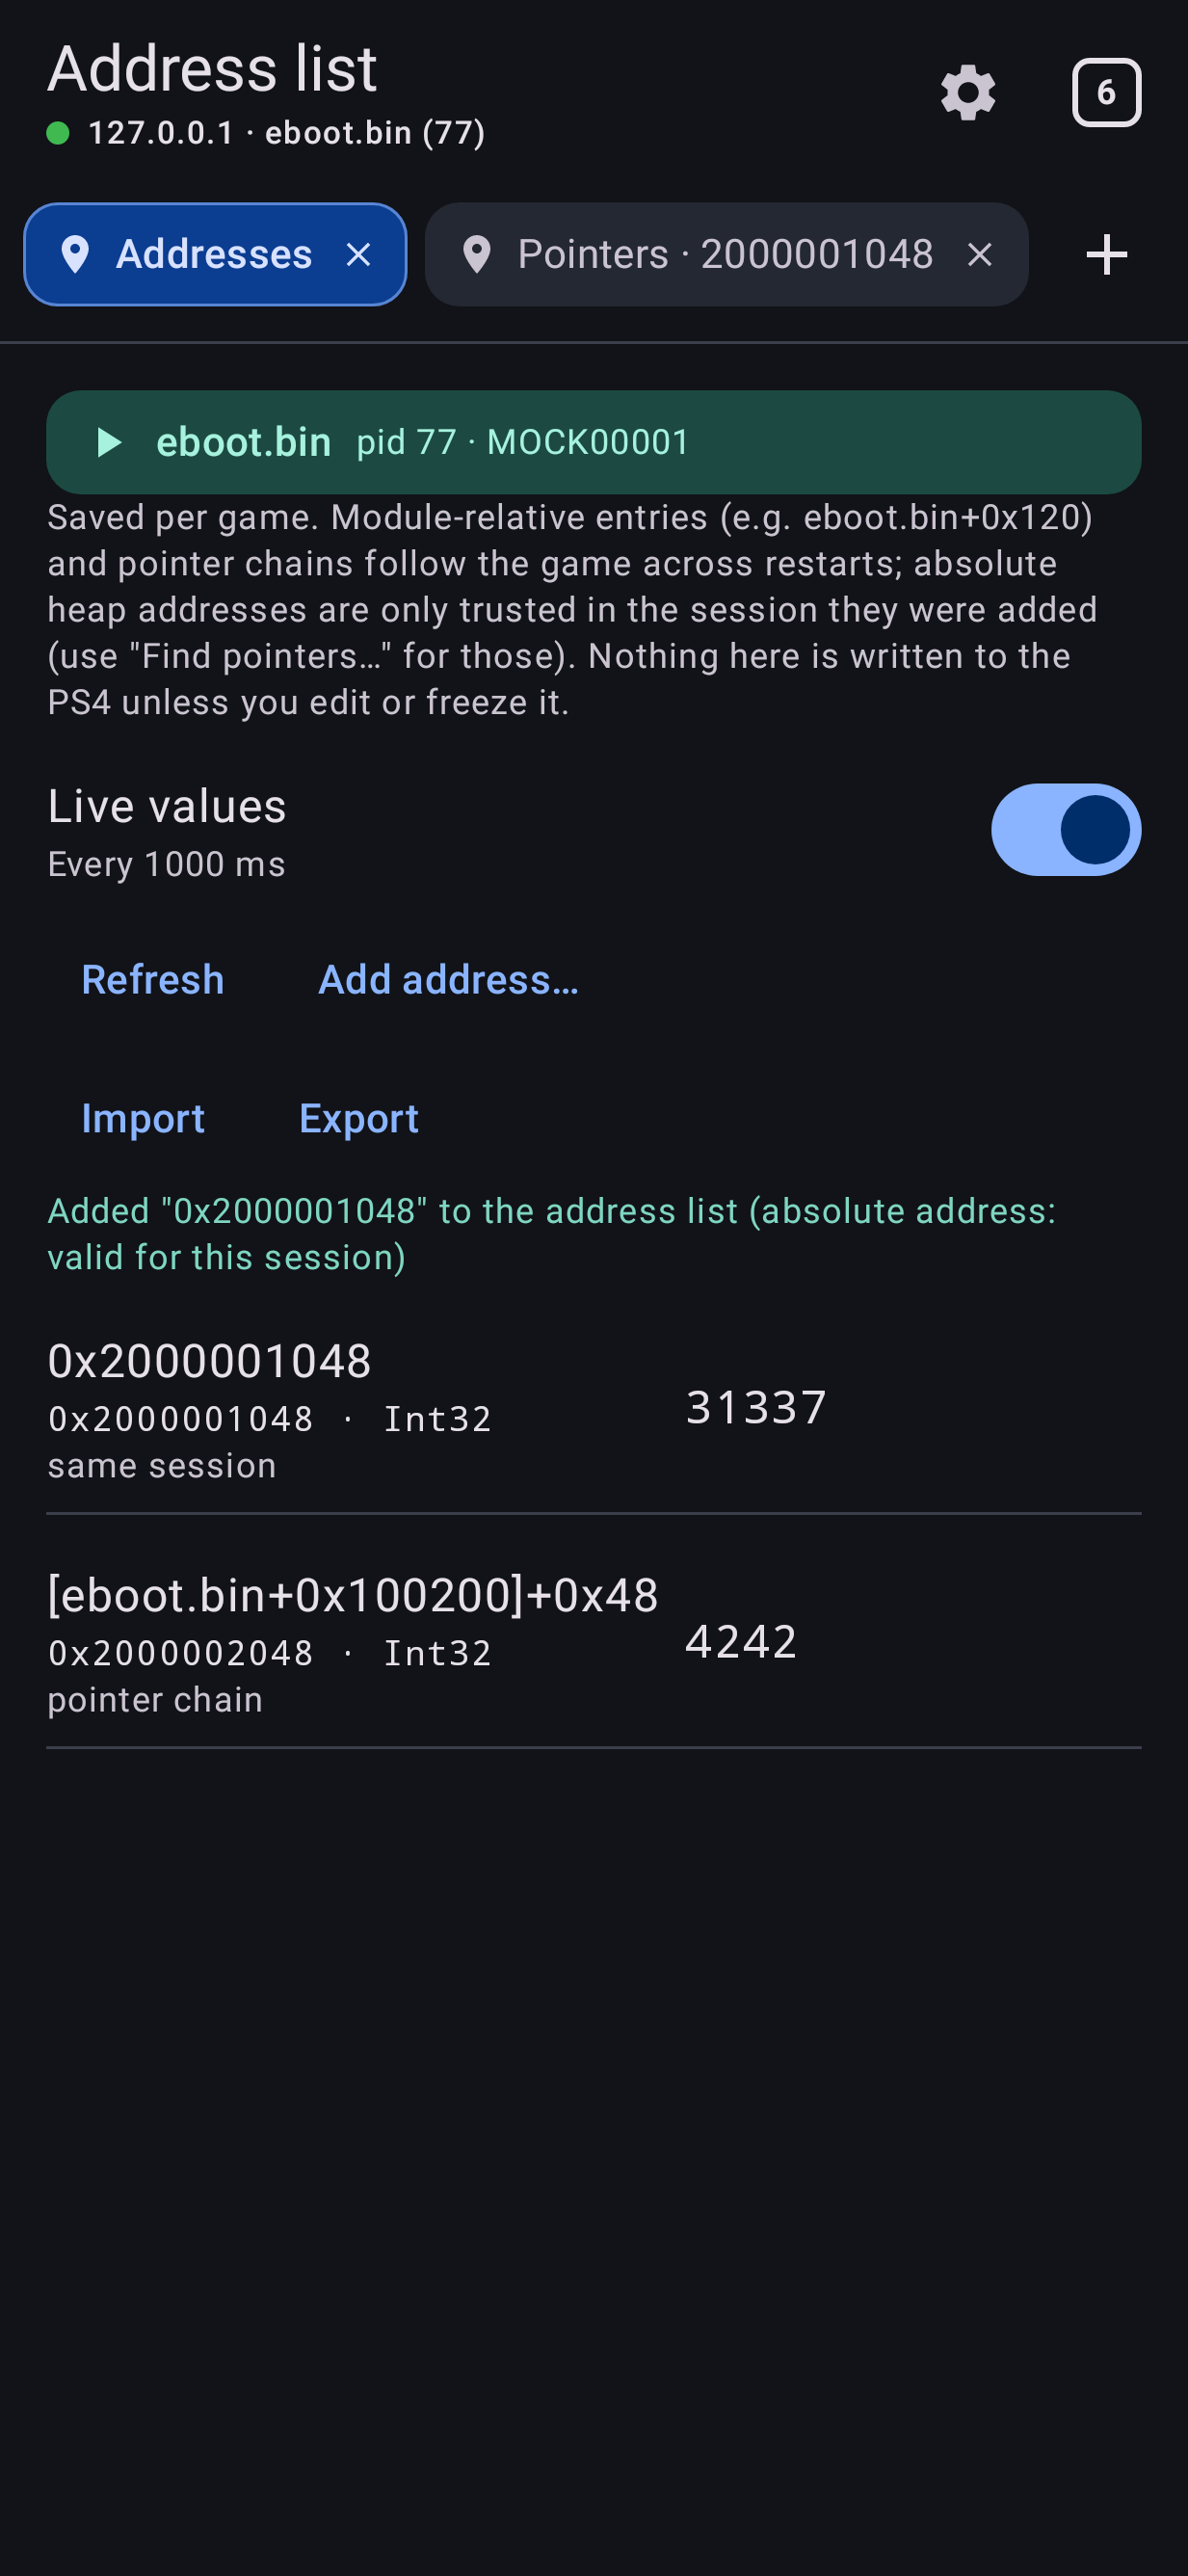 Address list
6
127.0.0.1 · eboot.bin (77)
Addresses
Pointers · 2000001048
eboot.bin pid 77 · MOCK00001
Saved per game. Module-relative entries (e.g. eboot.bin+0x120)
and pointer chains follow the game across restarts; absolute
heap addresses are only trusted in the session they were added
(use "Find pointers…" for those). Nothing here is written to the
PS4 unless you edit or freeze it.
Live values
Every 1000 ms
Refresh Add address…
Import Export
Added "0x2000001048" to the address list (absolute address:
valid for this session)
0x2000001048
0x2000001048 · Int32
same session
31337
[eboot.bin+0x100200]+0x48
0x2000002048 · Int32
pointer chain
4242